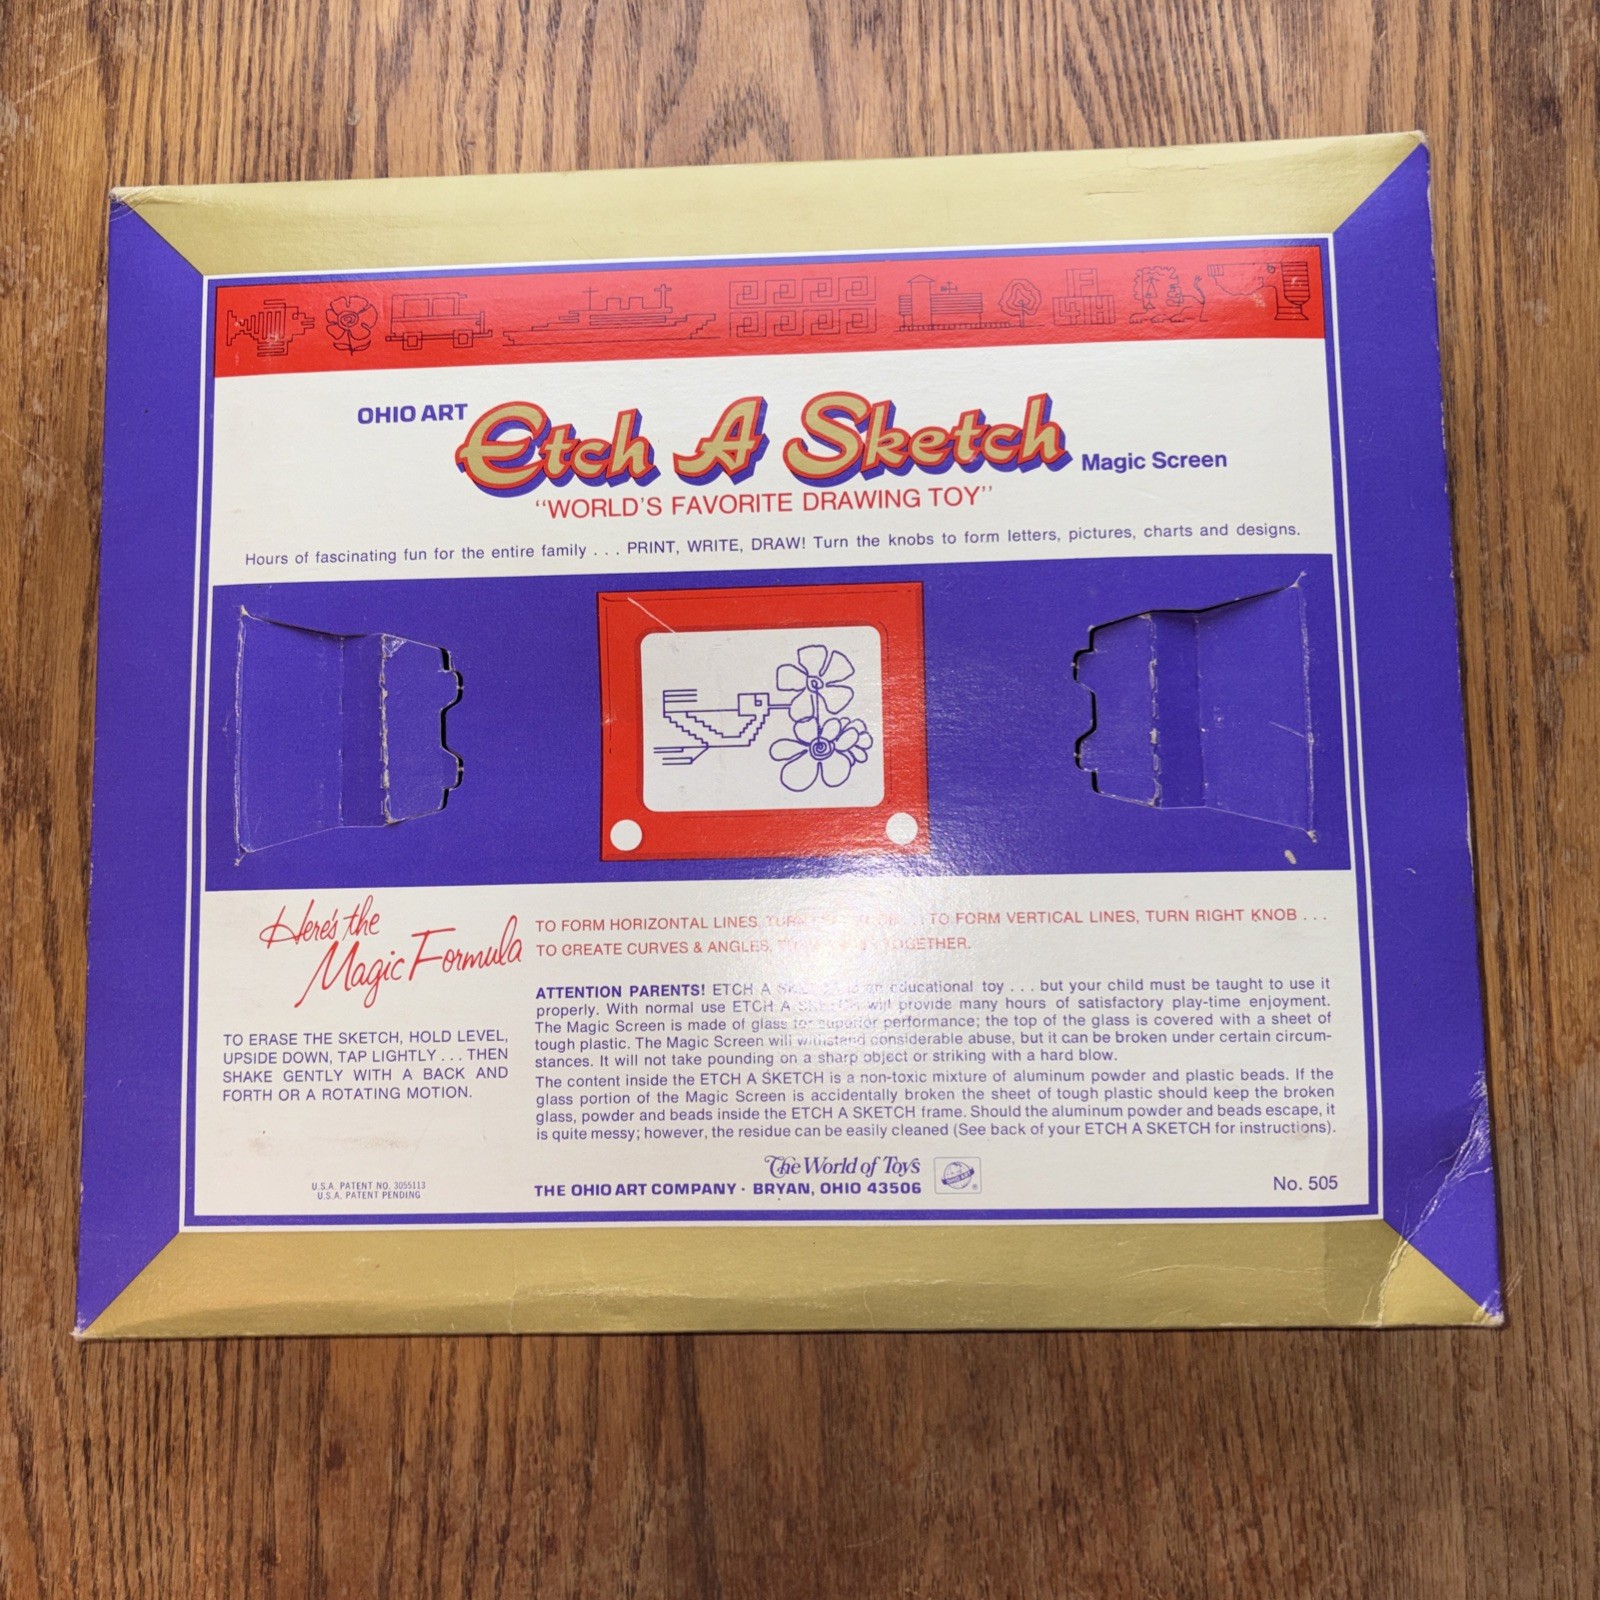 OHIO ART Etch A Sketch Magic Screen
"WORLD'S FAVORITE DRAWING TOY"
Hours of fascinating fun for the entire family . . . PRINT, WRITE, DRAW! Turn the knobs to form letters, pictures, charts and designs.
Here's the
Magic Formula
TO ERASE THE SKETCH, HOLD LEVEL,
UPSIDE DOWN, TAP LIGHTLY . . . THEN
SHAKE GENTLY WITH A BACK AND
FORTH OR A ROTATING MOTION.
TO FORM HORIZONTAL LINES, TURN TO FORM VERTICAL LINES, TURN RIGHT KNOB . . .
TO CREATE CURVES & ANGLES, TOGETHER.
ATTENTION PARENTS! ETCH A SKETCH is an educational toy . . . but your child must be taught to use it
properly. With normal use ETCH A SKETCH will provide many hours of satisfactory play-time enjoyment.
The Magic Screen is made of glass for superior performance; the top of the glass is covered with a sheet of
tough plastic. The Magic Screen will withstand considerable abuse, but it can be broken under certain circum-
stances. It will not take pounding on a sharp object or striking with a hard blow.
The content inside the ETCH A SKETCH is a non-toxic mixture of aluminum powder and plastic beads. If the
glass portion of the Magic Screen is accidentally broken the sheet of tough plastic should keep the broken
glass, powder and beads inside the ETCH A SKETCH frame. Should the aluminum powder and beads escape, it
is quite messy; however, the residue can be easily cleaned (See back of your ETCH A SKETCH for instructions).
U.S.A. PATENT NO. 3055113
U.S.A. PATENT PENDING
The World of Toys
THE OHIO ART COMPANY · BRYAN, OHIO 43506
No. 505